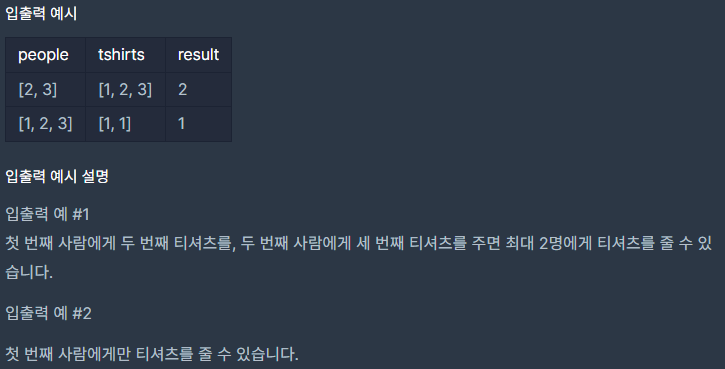 입출력 예시
people tshirts result
[2, 3] [1, 2, 3] 2
[1, 2, 3] [1, 1] 1
입출력 예시 설명
입출력 예 #1
첫 번째 사람에게 두 번째 티셔츠를, 두 번째 사람에게 세 번째 티셔츠를 주면 최대 2명에게 티셔츠를 줄 수 있
습니다.
입출력 예 #2
첫 번째 사람에게만 티셔츠를 줄 수 있습니다.